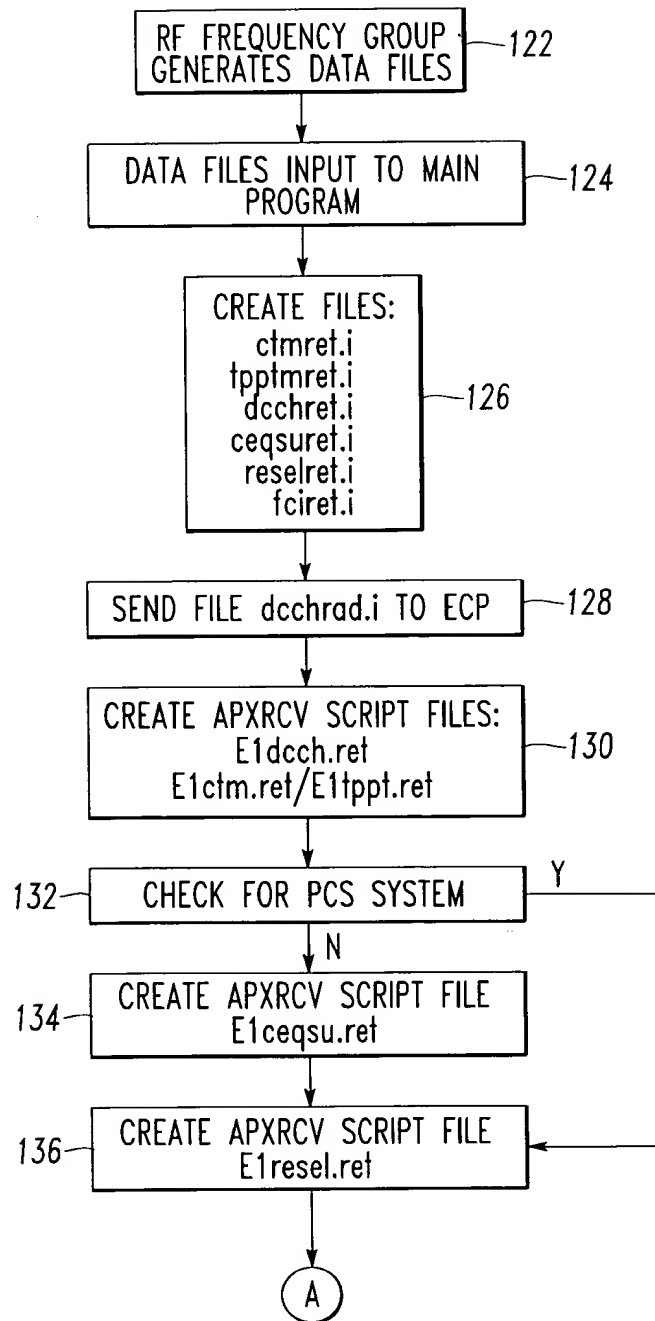 RF FREQUENCY GROUP
GENERATES DATA FILES
122
DATA FILES INPUT TO MAIN
PROGRAM
124
CREATE FILES:
ctmret.i
tpptmret.i
dcchret.i
ceqsuret.i
reselret.i
fciret.i
126
SEND FILE dcchrad.i TO ECP
128
CREATE APXRCV SCRIPT FILES:
E1dcch.ret
E1ctm.ret/E1tppt.ret
130
132
CHECK FOR PCS SYSTEM
Y
N
134
CREATE APXRCV SCRIPT FILE
E1ceqsu.ret
136
CREATE APXRCV SCRIPT FILE
E1resel.ret
A